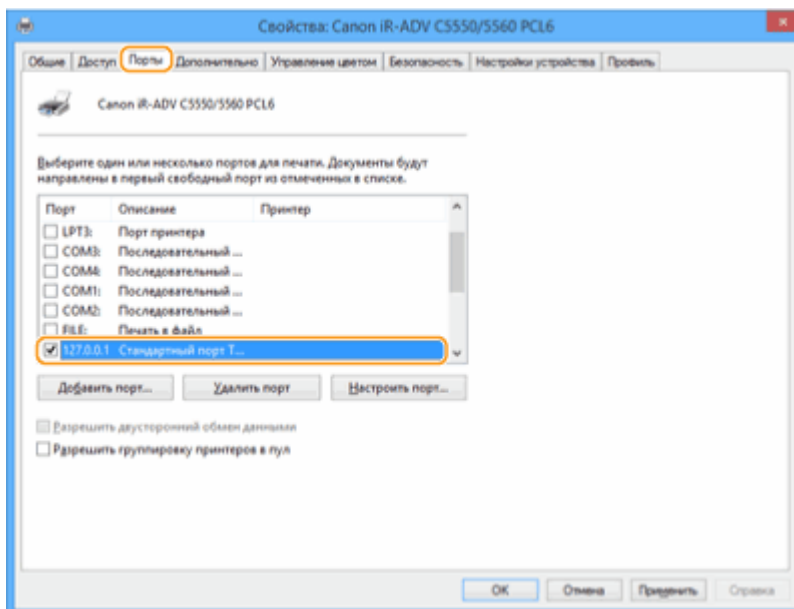 Свойства: Canon iR-ADV C5550/5560 PCL6
Общие Доступ Порты Дополнительно Управление цветом Безопасность Настройки устройства Профиль
Canon iR-ADV C5550/5560 PCL6
Выберите один или несколько портов для печати. Документы будут
направлены в первый свободный порт из отмеченных в списке.
Порт Описание Принтер
LPT3: Порт принтера
COM3: Последовательный ...
COM4: Последовательный ...
COM1: Последовательный ...
COM2: Последовательный ...
FILE: Печать в файл
127.0.0.1 Стандартный порт T...
Добавить порт... Удалить порт Настроить порт...
Разрешить двусторонний обмен данными
Разрешить группировку принтеров в пул
OK Отмена Применить Справка